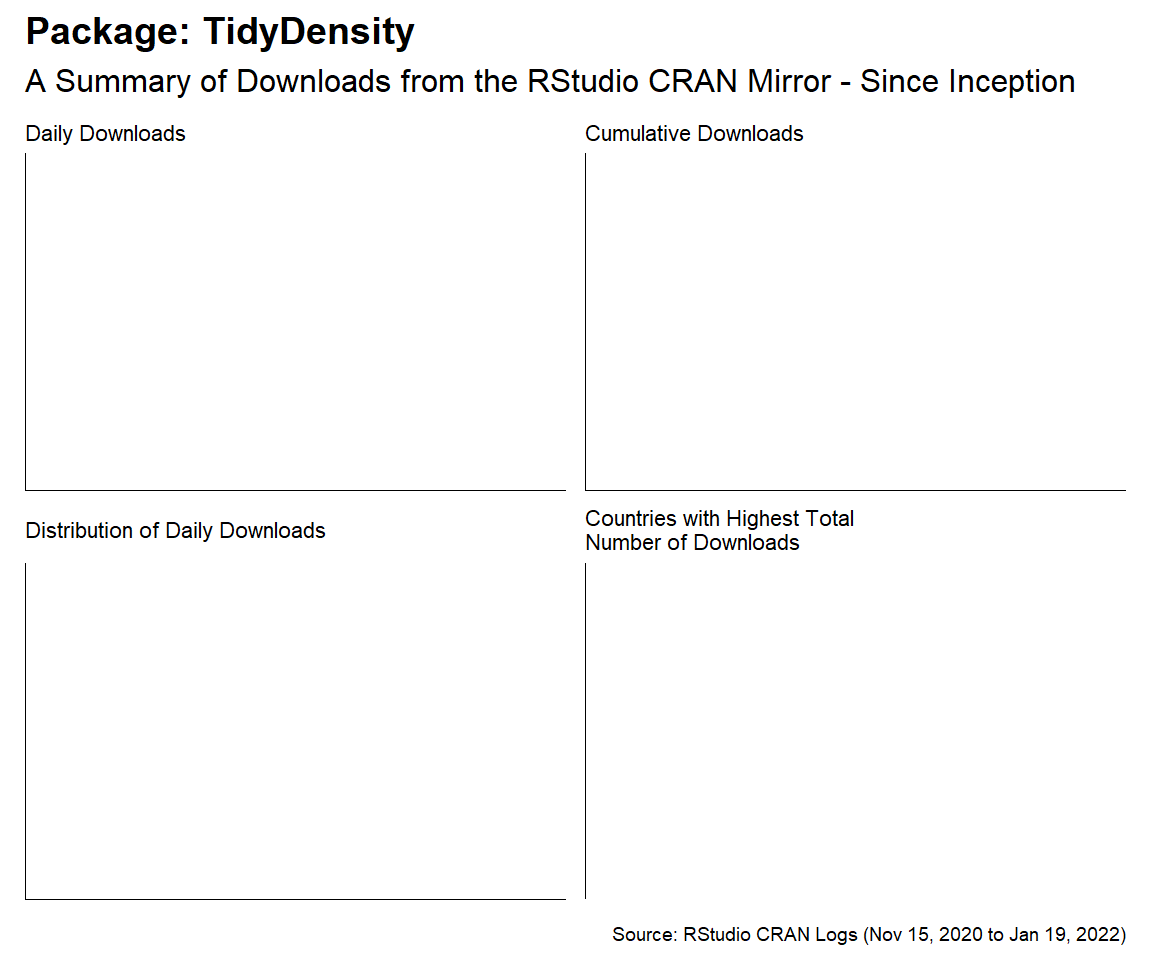 Package: TidyDensity
A Summary of Downloads from the RStudio CRAN Mirror - Since Inception
Daily Downloads
Cumulative Downloads
Distribution of Daily Downloads
Countries with Highest Total
Number of Downloads
Source: RStudio CRAN Logs (Nov 15, 2020 to Jan 19, 2022)